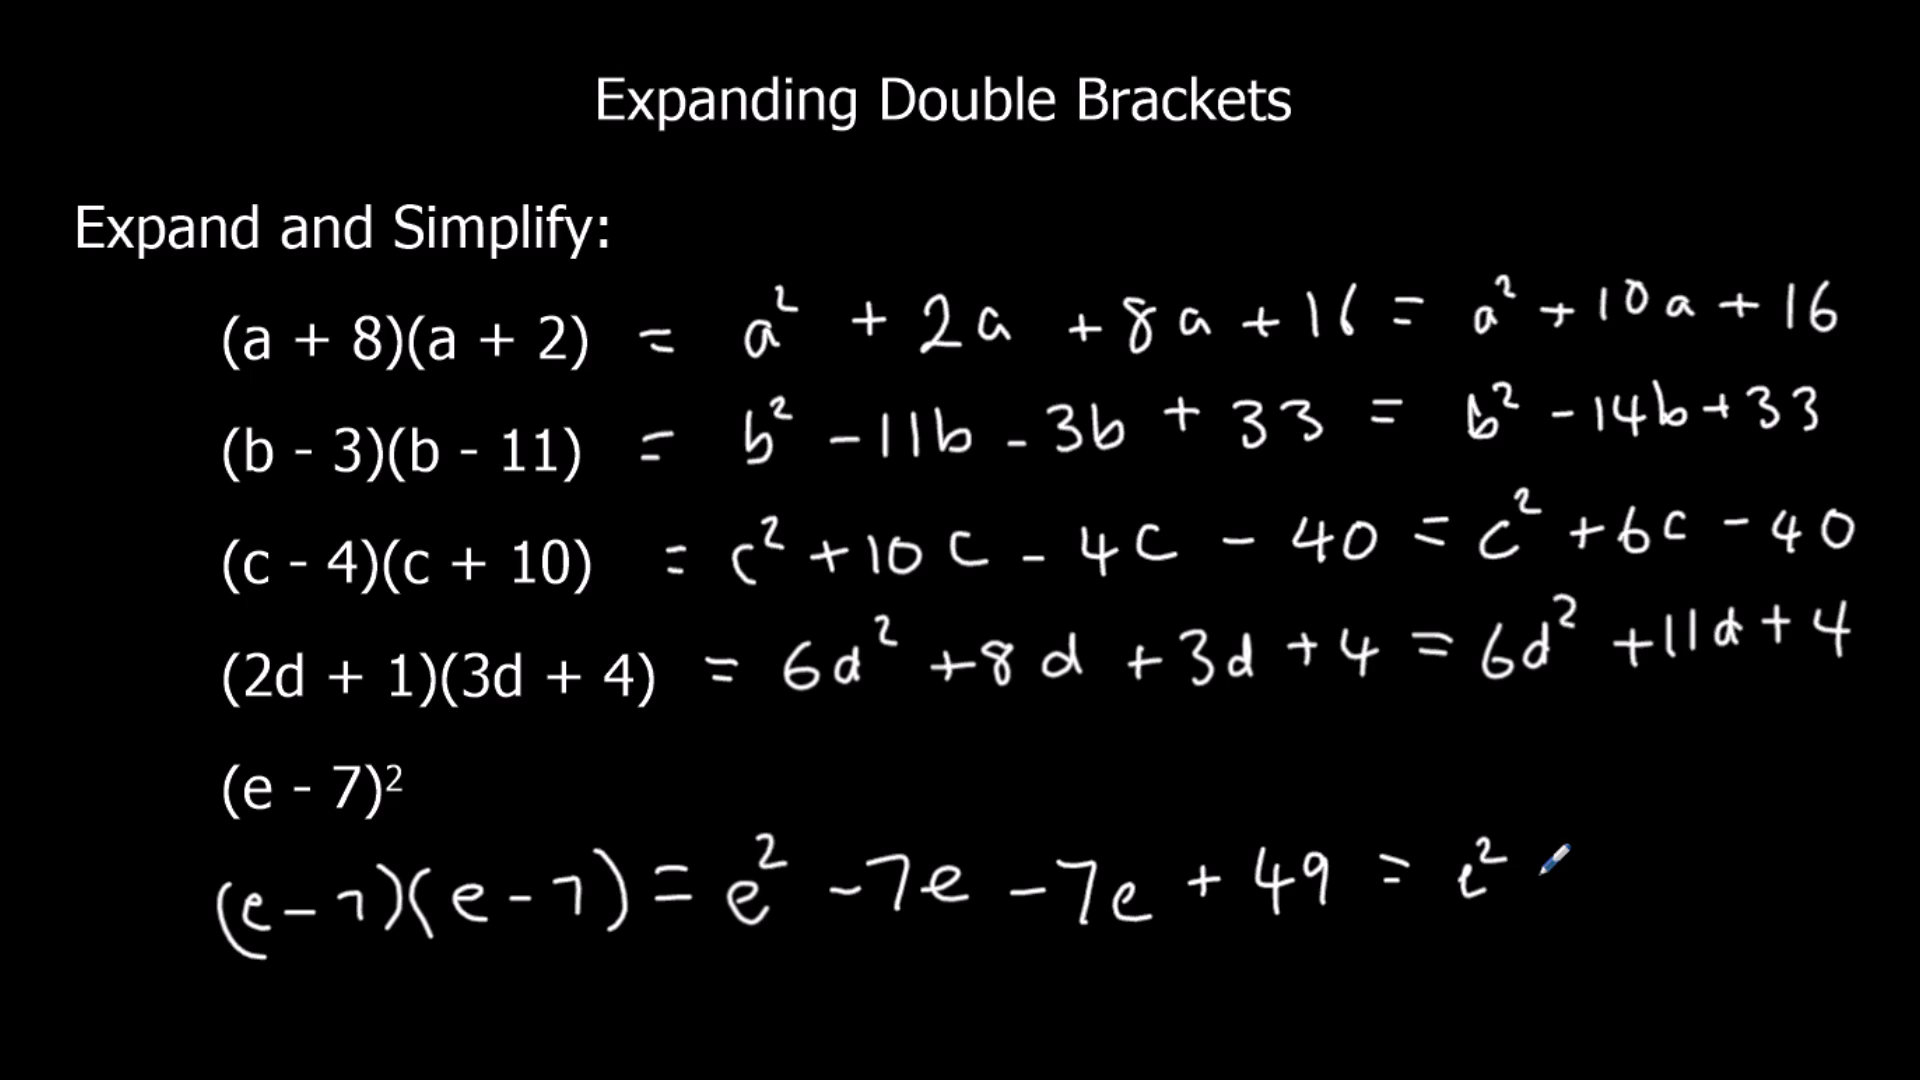 Expanding Double Brackets
Expand and Simplify:
(a + 8)(a + 2) = a² + 2a + 8a + 16 = a² + 10a + 16
(b - 3)(b - 11) = b² - 11b - 3b + 33 = b² - 14b + 33
(c - 4)(c + 10) = c² + 10c - 4c - 40 = c² + 6c - 40
(2d + 1)(3d + 4) = 6d² + 8d + 3d + 4 = 6d² + 11d + 4
(e - 7)²
(e - 7)(e - 7) = e² - 7e - 7e + 49 = e²